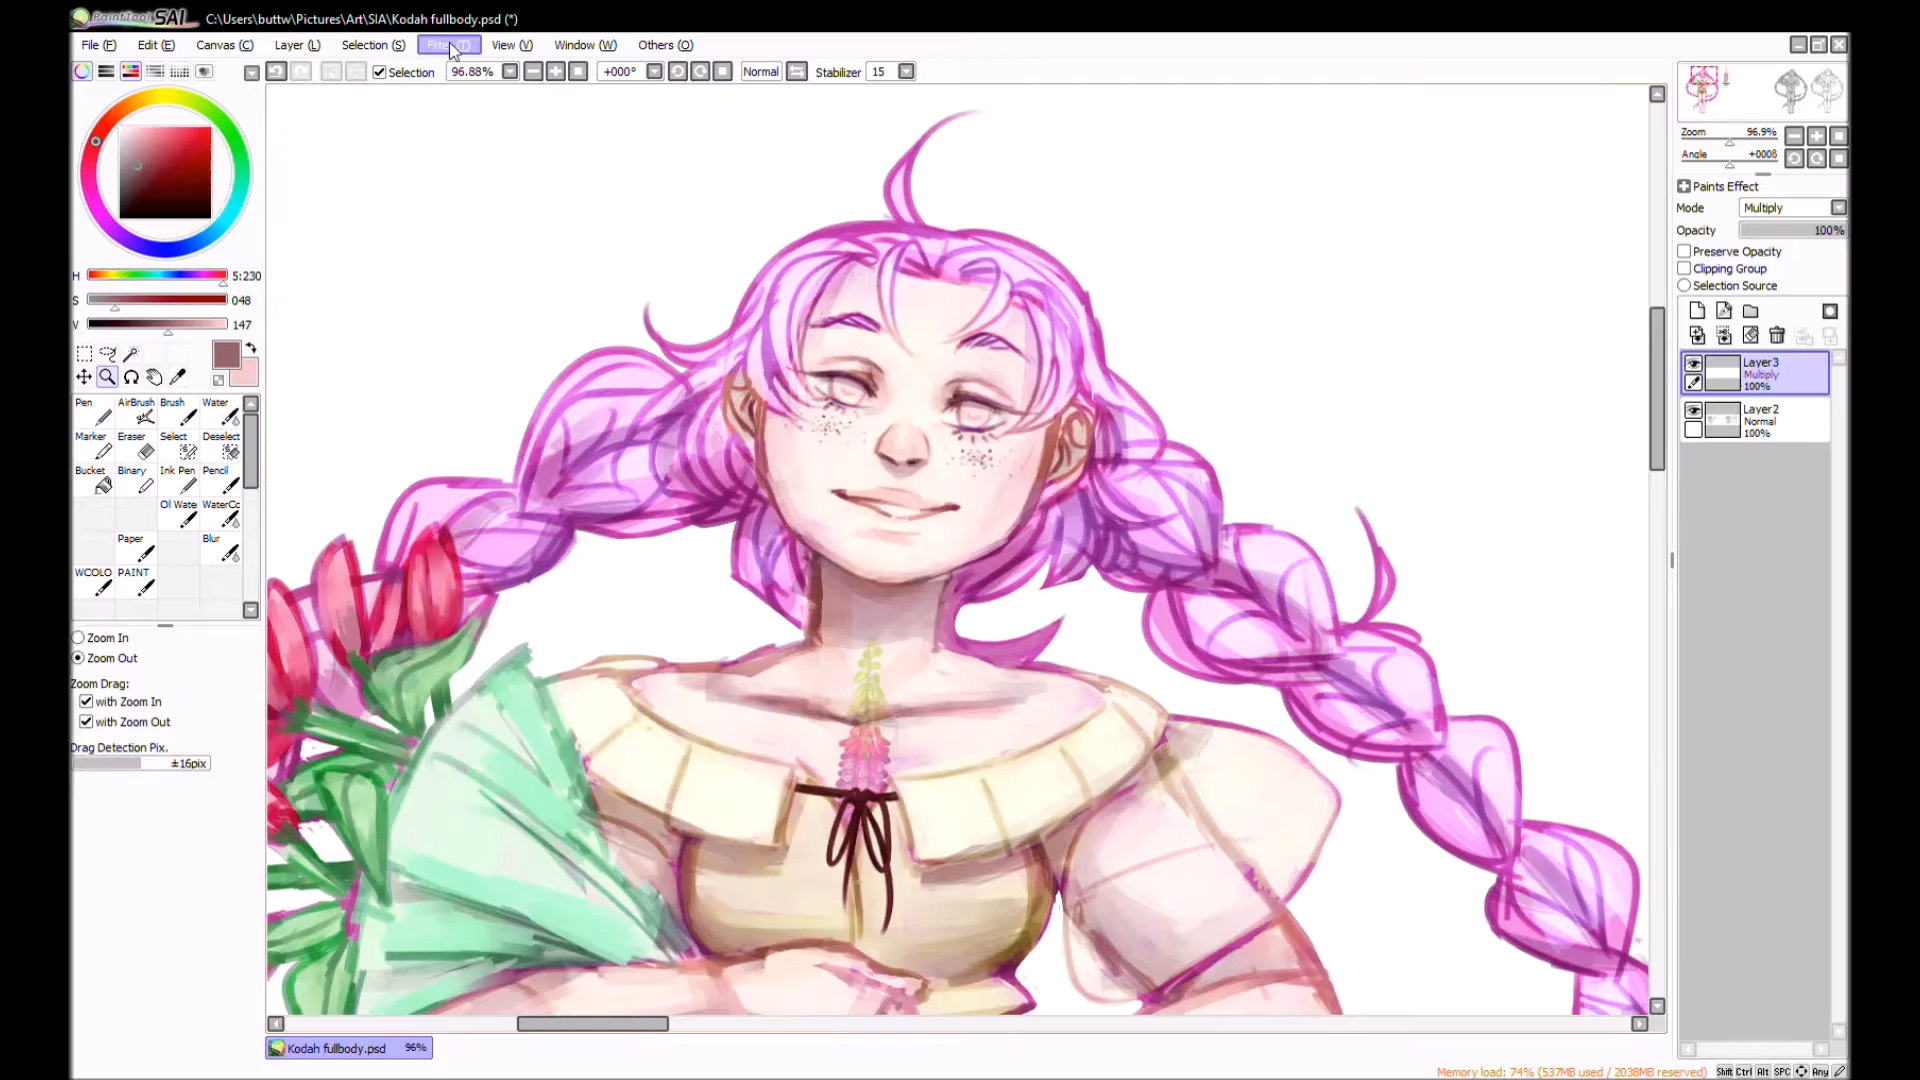 PaintTool SAI C:\Users\buttw\Pictures\Art\SIA\Kodah fullbody.psd (*)
File (F) Edit (E) Canvas (C) Layer (L) Selection (S) Filter (T) View (V) Window (W) Others (O)
Selection 96.88% +000° Normal Stabilizer 15
Zoom 96.9%
Angle +000ß
Paints Effect
Mode Multiply
Opacity 100%
Preserve Opacity
Clipping Group
Selection Source
Layer3
Multiply
100%
Layer2
Normal
100%
H 5:230
S 048
V 147
Pen AirBrush Brush Water
Marker Eraser Select Deselect
Bucket Binary Ink Pen Pencil
Ol Wate WaterCo
Paper Blur
WCOLO PAINT
Zoom In
Zoom Out
Zoom Drag:
with Zoom In
with Zoom Out
Drag Detection Pix.
±16pix
Kodah fullbody.psd 96%
Memory load: 74% (537MB used / 2038MB reserved) Shift Ctrl Alt SPC Any